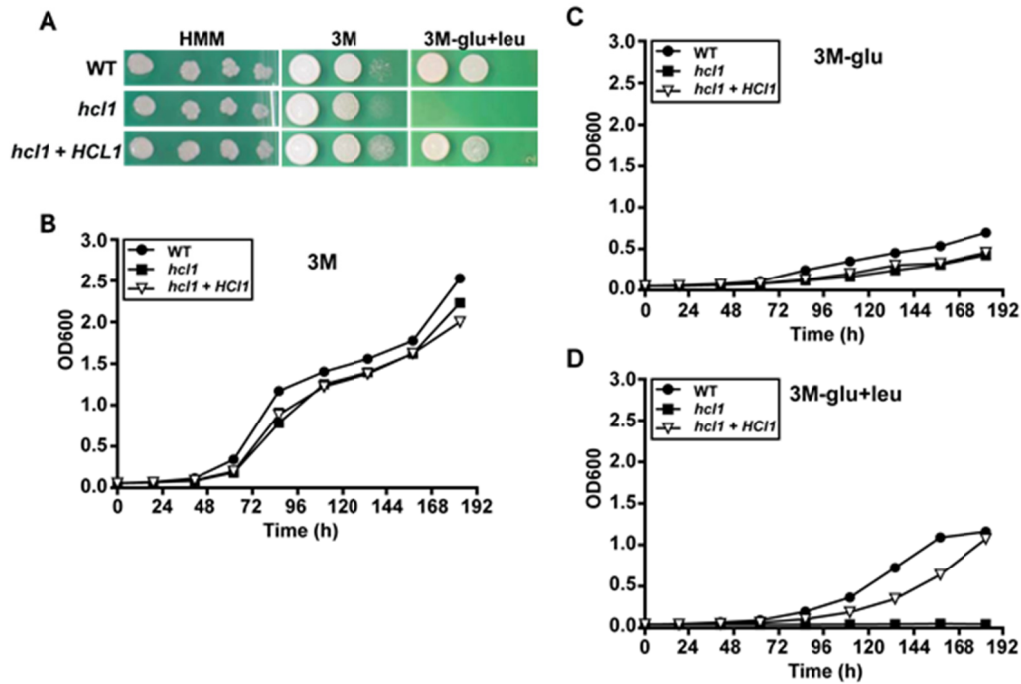 A
HMM 3M 3M-glu+leu
WT
hcl1
hcl1 + HCL1
B
3M
WT
hcl1
hcl1 + HCl1
OD600
3.0
2.5
2.0
1.5
1.0
0.5
0.0
0 24 48 72 96 120 144 168 192
Time (h)
C
3M-glu
WT
hcl1
hcl1 + HCl1
OD600
3.0
2.5
2.0
1.5
1.0
0.5
0.0
0 24 48 72 96 120 144 168 192
Time (h)
D
3M-glu+leu
WT
hcl1
hcl1 + HCl1
OD600
3.0
2.5
2.0
1.5
1.0
0.5
0.0
0 24 48 72 96 120 144 168 192
Time (h)